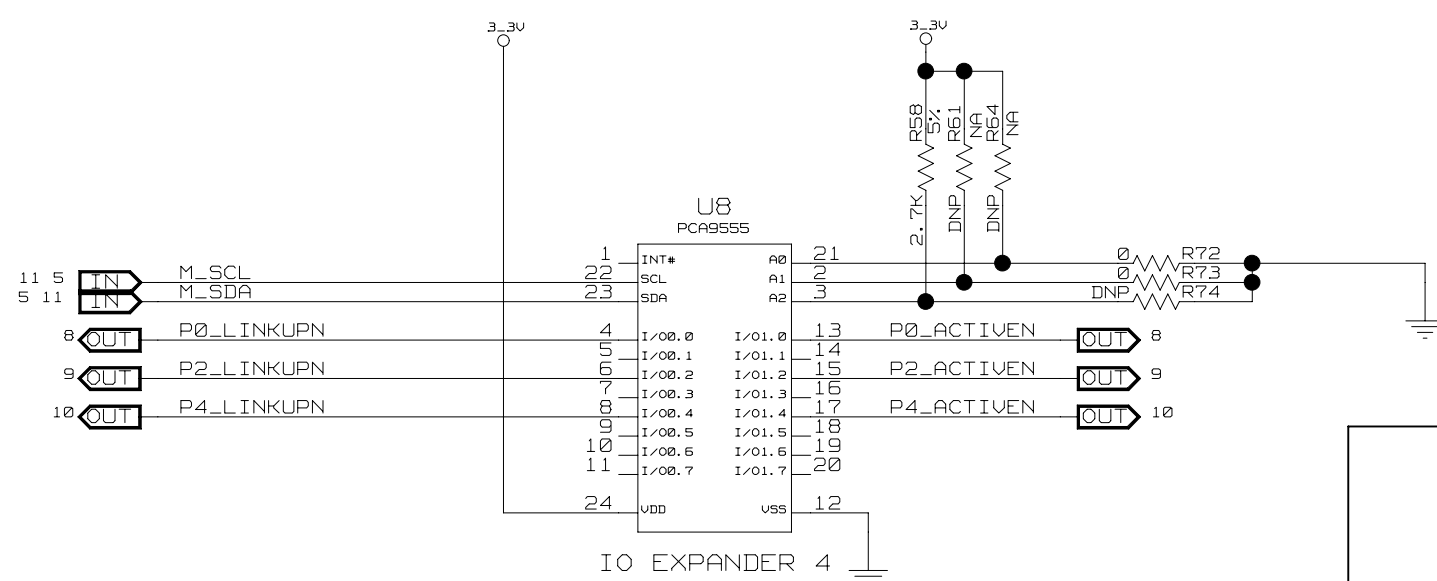 3_3V
3_3V
R58
5%
2.7K
R61
NA
DNP
R64
NA
DNP
U8
PCA9555
1 INT# A0 21 0 R72
11 5 IN M_SCL 22 SCL A1 2 0 R73
5 11 IN M_SDA 23 SDA A2 3 DNP R74
8 OUT P0_LINKUPN 4 I/O0.0 I/O1.0 13 P0_ACTIVEN OUT 8
5 I/O0.1 I/O1.1 14
9 OUT P2_LINKUPN 6 I/O0.2 I/O1.2 15 P2_ACTIVEN OUT 9
7 I/O0.3 I/O1.3 16
10 OUT P4_LINKUPN 8 I/O0.4 I/O1.4 17 P4_ACTIVEN OUT 10
9 I/O0.5 I/O1.5 18
10 I/O0.6 I/O1.6 19
11 I/O0.7 I/O1.7 20
24 VDD VSS 12
IO EXPANDER 4